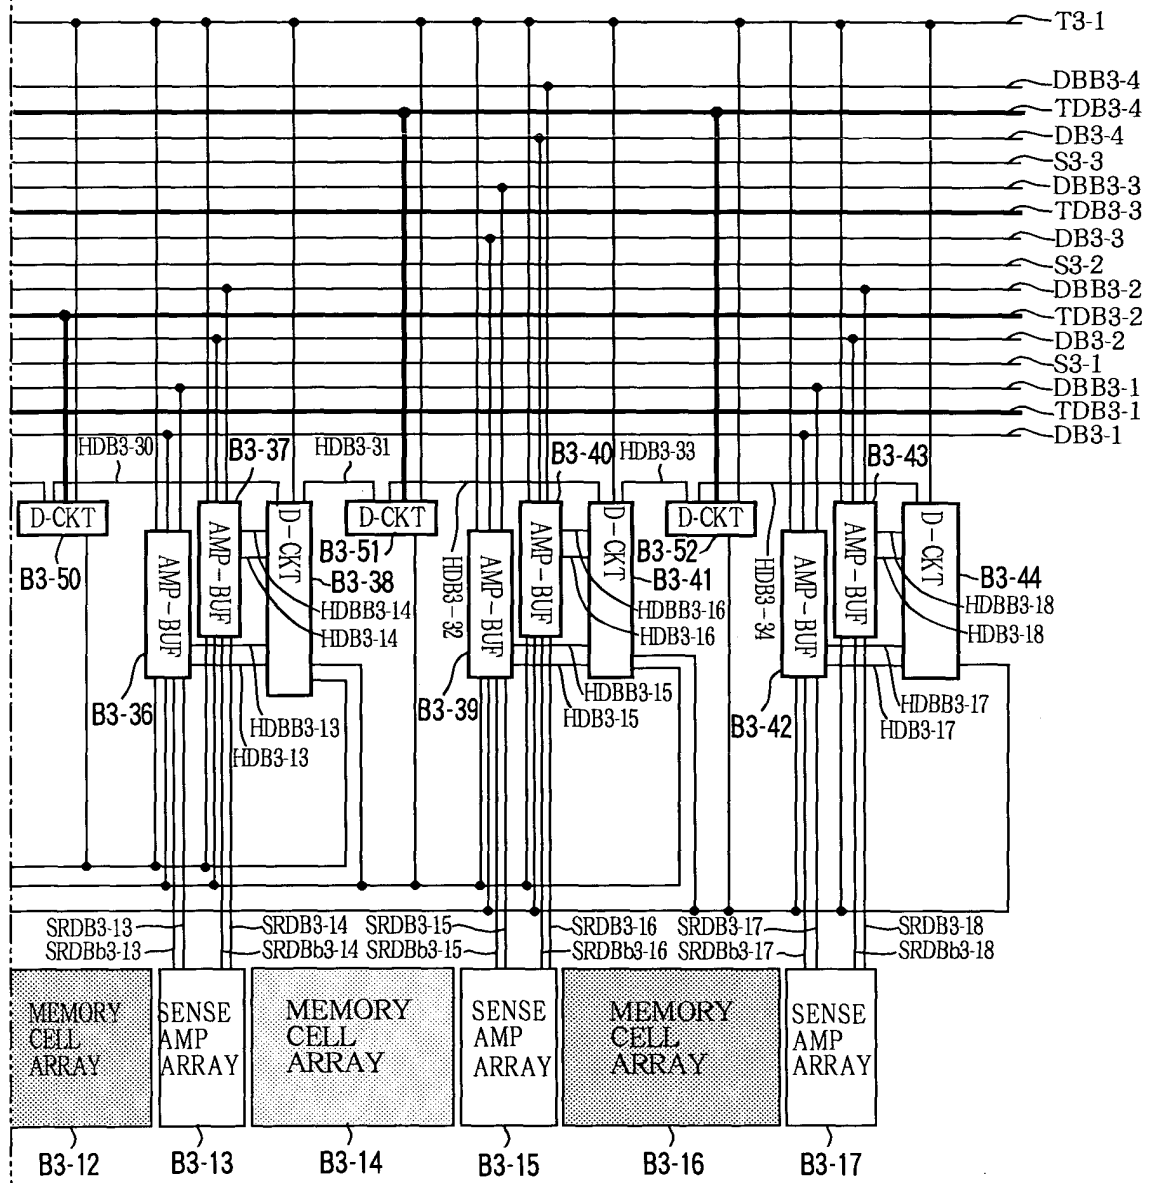 T3-1
DBB3-4
TDB3-4
DB3-4
S3-3
DBB3-3
TDB3-3
DB3-3
S3-2
DBB3-2
TDB3-2
DB3-2
S3-1
DBB3-1
TDB3-1
DB3-1
HDB3-30
B3-37
HDB3-31
B3-40
HDB3-33
B3-43
D-CKT
AMP-BUF
D-CKT
D-CKT
AMP-BUF
D-CKT
D-CKT
AMP-BUF
D-CKT
B3-50
AMP-BUF
B3-51
B3-38
HDB3-32
AMP-BUF
B3-52
B3-41
HDB3-34
AMP-BUF
B3-44
HDBB3-14
HDB3-14
HDBB3-16
HDB3-16
HDBB3-18
HDB3-18
B3-36
HDBB3-13
HDB3-13
B3-39
HDBB3-15
HDB3-15
B3-42
HDBB3-17
HDB3-17
SRDB3-13
SRDB3-14
SRDB3-15
SRDB3-16
SRDB3-17
SRDB3-18
SRDBb3-13
SRDBb3-14
SRDBb3-15
SRDBb3-16
SRDBb3-17
SRDBb3-18
MEMORY
CELL
ARRAY
SENSE
AMP
ARRAY
MEMORY
CELL
ARRAY
SENSE
AMP
ARRAY
MEMORY
CELL
ARRAY
SENSE
AMP
ARRAY
B3-12
B3-13
B3-14
B3-15
B3-16
B3-17